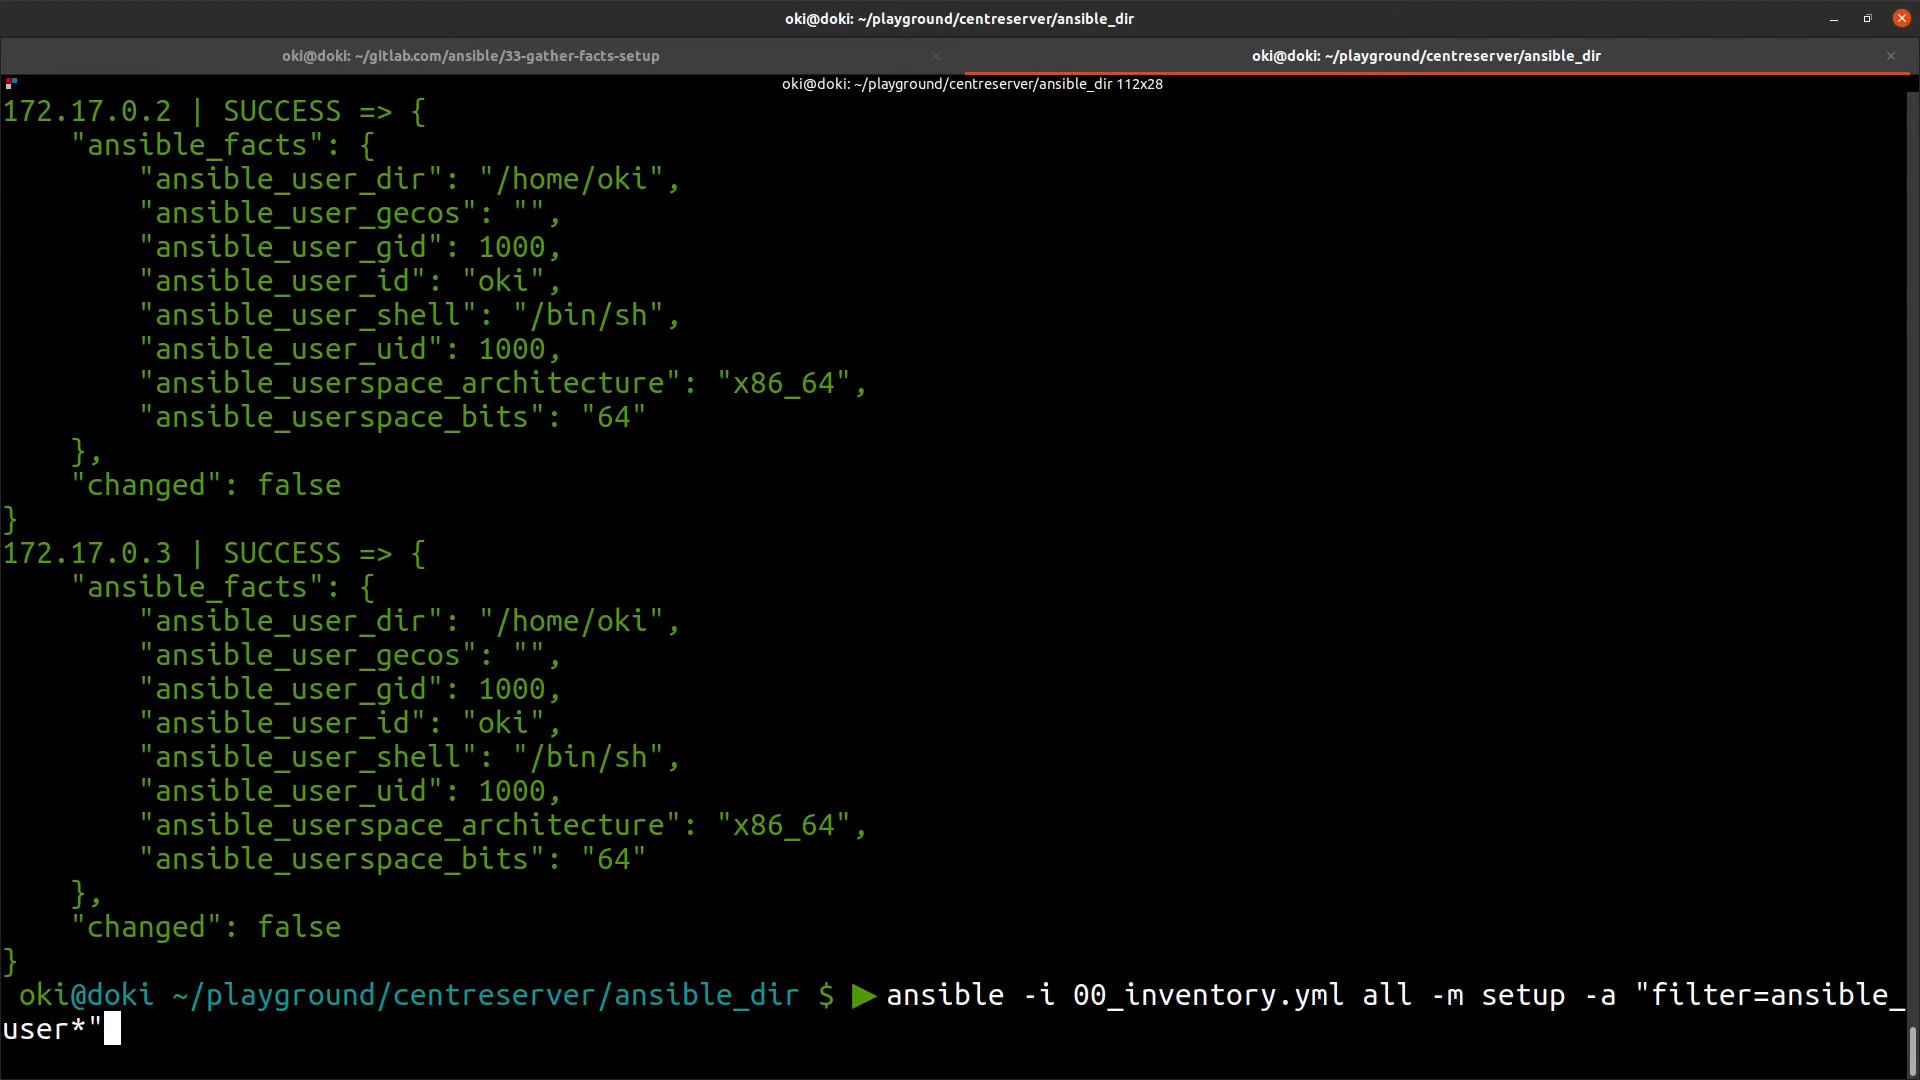 oki@doki: ~/playground/centreserver/ansible_dir
oki@doki: ~/gitlab.com/ansible/33-gather-facts-setup
oki@doki: ~/playground/centreserver/ansible_dir
oki@doki: ~/playground/centreserver/ansible_dir 112x28
172.17.0.2 | SUCCESS => {
    "ansible_facts": {
        "ansible_user_dir": "/home/oki",
        "ansible_user_gecos": "",
        "ansible_user_gid": 1000,
        "ansible_user_id": "oki",
        "ansible_user_shell": "/bin/sh",
        "ansible_user_uid": 1000,
        "ansible_userspace_architecture": "x86_64",
        "ansible_userspace_bits": "64"
    },
    "changed": false
}
172.17.0.3 | SUCCESS => {
    "ansible_facts": {
        "ansible_user_dir": "/home/oki",
        "ansible_user_gecos": "",
        "ansible_user_gid": 1000,
        "ansible_user_id": "oki",
        "ansible_user_shell": "/bin/sh",
        "ansible_user_uid": 1000,
        "ansible_userspace_architecture": "x86_64",
        "ansible_userspace_bits": "64"
    },
    "changed": false
}
oki@doki ~/playground/centreserver/ansible_dir $ ▶ ansible -i 00_inventory.yml all -m setup -a "filter=ansible_
user*"